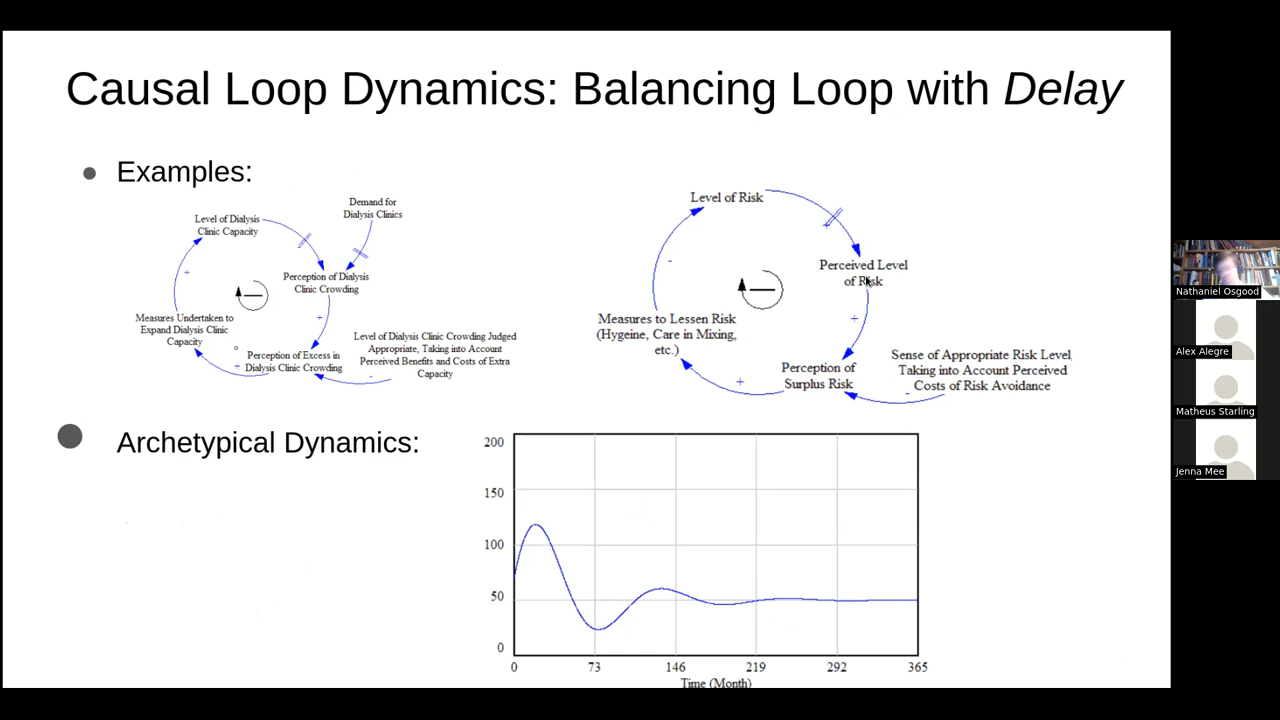 Causal Loop Dynamics: Balancing Loop with Delay
Examples:
Level of Dialysis
Clinic Capacity
Demand for
Dialysis Clinics
Perception of Dialysis
Clinic Crowding
+
+
Measures Undertaken to
Expand Dialysis Clinic
Capacity
Perception of Excess in
Dialysis Clinic Crowding
+
Level of Dialysis Clinic Crowding Judged
Appropriate, Taking into Account
Perceived Benefits and Costs of Extra
Capacity
-
Level of Risk
+
-
Perceived Level
of Risk
+
Measures to Lessen Risk
(Hygeine, Care in Mixing,
etc.)
+
Perception of
Surplus Risk
Sense of Appropriate Risk Level,
Taking into Account Perceived
Costs of Risk Avoidance
-
Archetypical Dynamics:
200
150
100
50
0
0 73 146 219 292 365
Time (Month)
Nathaniel Osgood
Alex Alegre
Matheus Starling
Jenna Mee